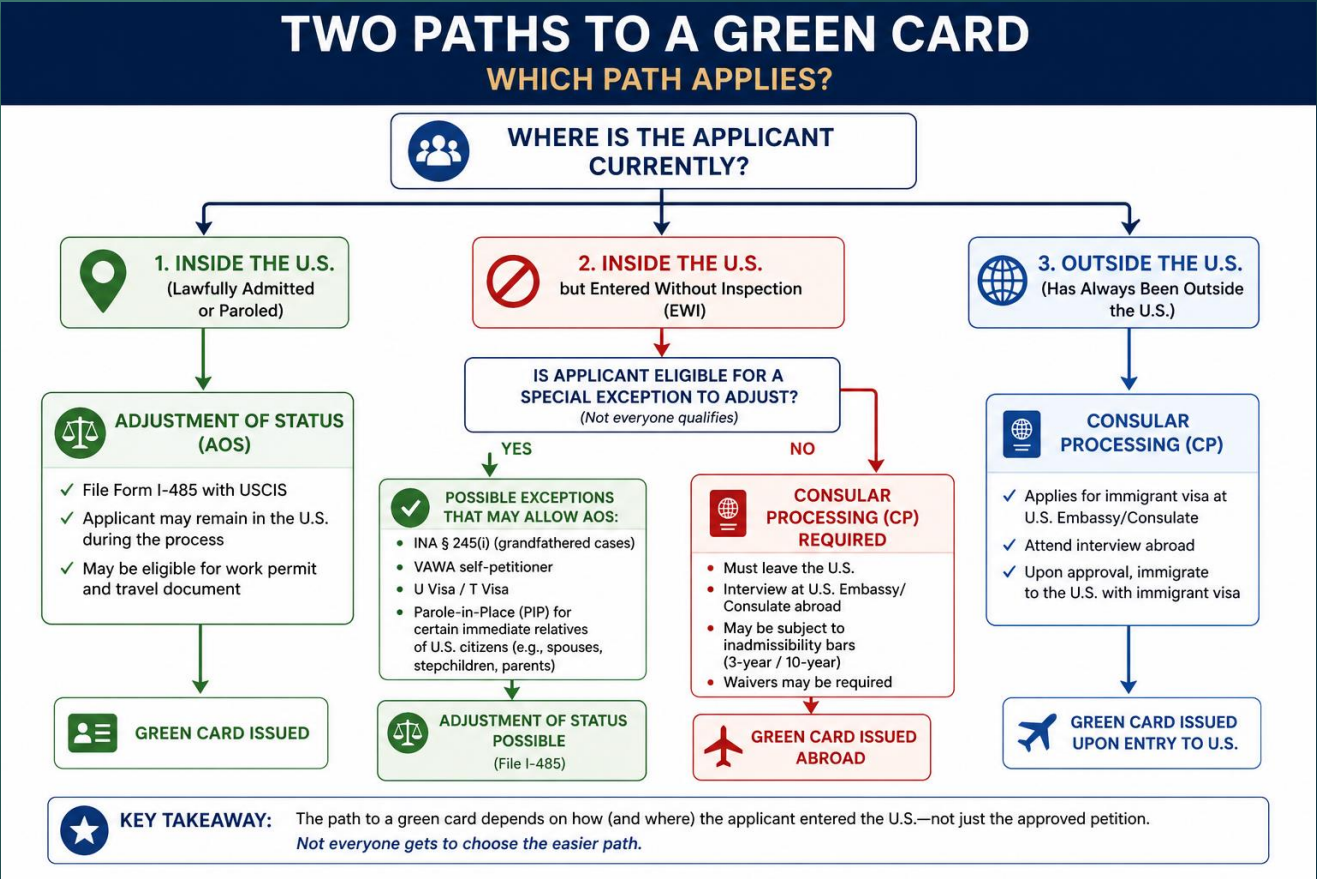 TWO PATHS TO A GREEN CARD
WHICH PATH APPLIES?
WHERE IS THE APPLICANT
CURRENTLY?
1. INSIDE THE U.S.
(Lawfully Admitted
or Paroled)
ADJUSTMENT OF STATUS
(AOS)
✓ File Form I-485 with USCIS
✓ Applicant may remain in the U.S.
during the process
✓ May be eligible for work permit
and travel document
GREEN CARD ISSUED
2. INSIDE THE U.S.
but Entered Without Inspection
(EWI)
IS APPLICANT ELIGIBLE FOR A
SPECIAL EXCEPTION TO ADJUST?
(Not everyone qualifies)
YES
POSSIBLE EXCEPTIONS
THAT MAY ALLOW AOS:
• INA § 245(i) (grandfathered cases)
• VAWA self-petitioner
• U Visa / T Visa
• Parole-in-Place (PIP) for
certain immediate relatives
of U.S. citizens (e.g., spouses,
stepchildren, parents)
ADJUSTMENT OF STATUS
POSSIBLE
(File I-485)
NO
CONSULAR
PROCESSING (CP)
REQUIRED
• Must leave the U.S.
• Interview at U.S. Embassy/
Consulate abroad
• May be subject to
inadmissibility bars
(3-year / 10-year)
• Waivers may be required
GREEN CARD ISSUED
ABROAD
3. OUTSIDE THE U.S.
(Has Always Been Outside
the U.S.)
CONSULAR
PROCESSING (CP)
✓ Applies for immigrant visa at
U.S. Embassy/Consulate
✓ Attend interview abroad
✓ Upon approval, immigrate
to the U.S. with immigrant visa
GREEN CARD ISSUED
UPON ENTRY TO U.S.
KEY TAKEAWAY:
The path to a green card depends on how (and where) the applicant entered the U.S.—not just the approved petition.
Not everyone gets to choose the easier path.